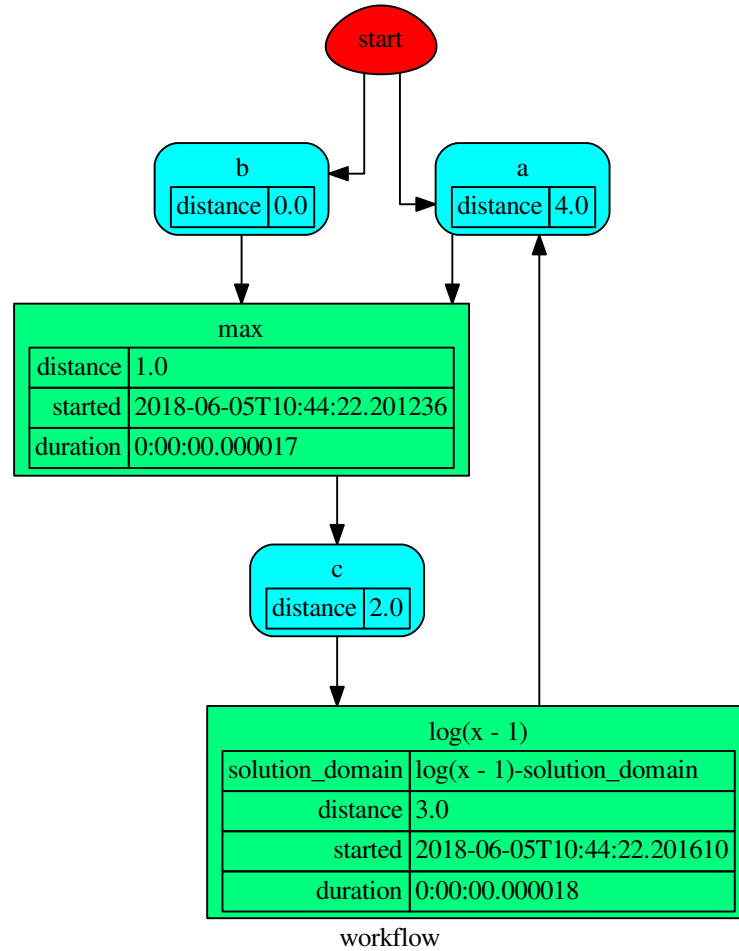 start
b
distance 0.0
a
distance 4.0
max
distance 1.0
started 2018-06-05T10:44:22.201236
duration 0:00:00.000017
c
distance 2.0
log(x - 1)
solution_domain log(x - 1)-solution_domain
distance 3.0
started 2018-06-05T10:44:22.201610
duration 0:00:00.000018
workflow